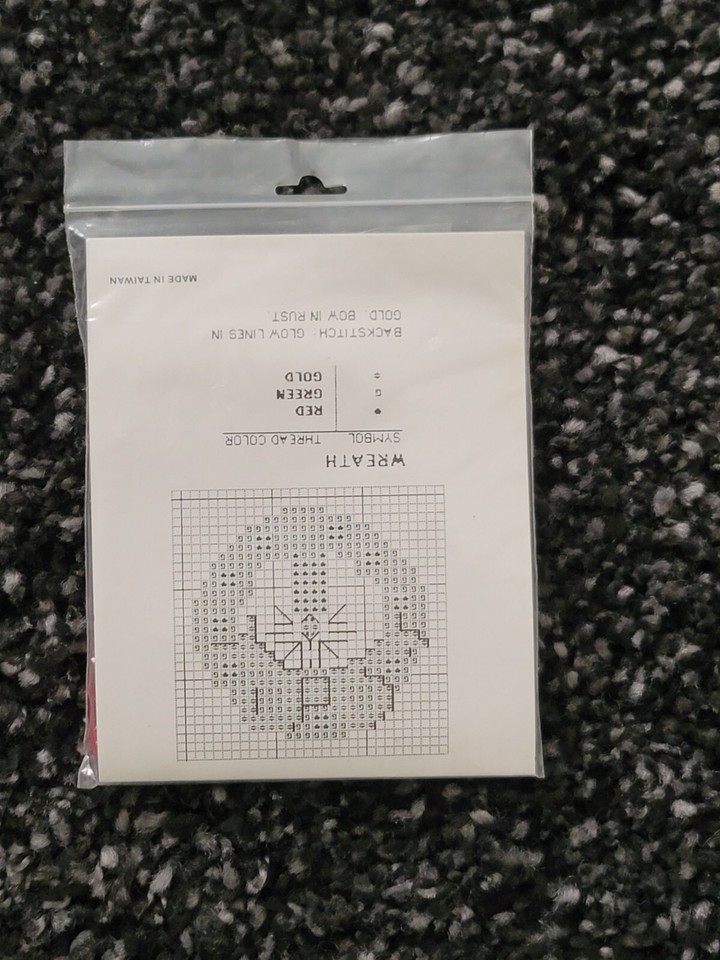 WREATH
SYMBOL THREAD COLOR
♥ RED
G GREEN
GOLD
BACKSTITCH: GLOW LINES IN
GOLD. BOW IN RUST
MADE IN TAIWAN